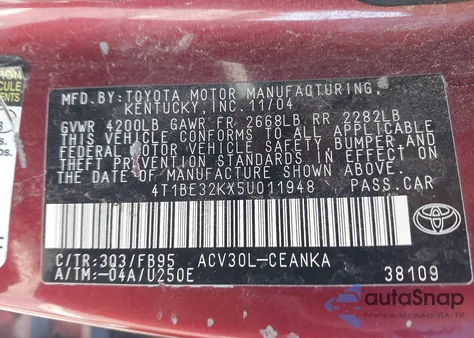 MFD.BY:TOYOTA MOTOR MANUFACTURING,
KENTUCKY, INC. 11/04
GVWR 4200LB GAWR FR 2668LB RR 2282LB
THIS VEHICLE CONFORMS TO ALL APPLICABLE
FEDERAL MOTOR VEHICLE SAFETY, BUMPER, AND
THEFT PREVENTION STANDARDS IN EFFECT ON
THE DATE OF MANUFACTURE SHOWN ABOVE.
4T1BE32KX5U011948 PASS.CAR
C/TR:3Q3/FB95 ACV30L-CEANKA
A/TM:-04A/U250E 38109
TOYOTA
autoSnap